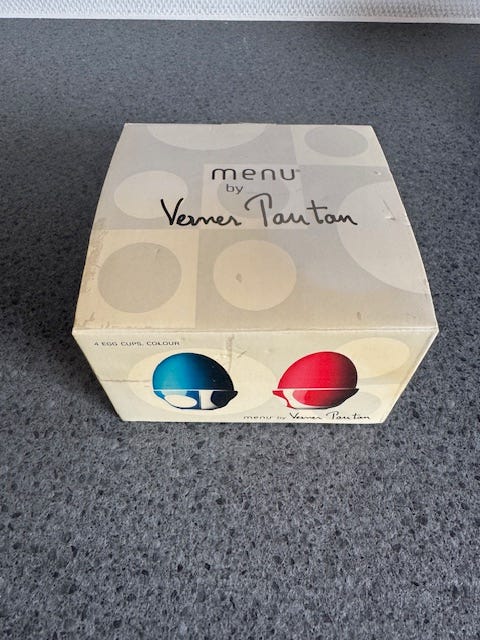 menu
by
Verner Panton
4 EGG CUPS, COLOUR
menu by Verner Panton